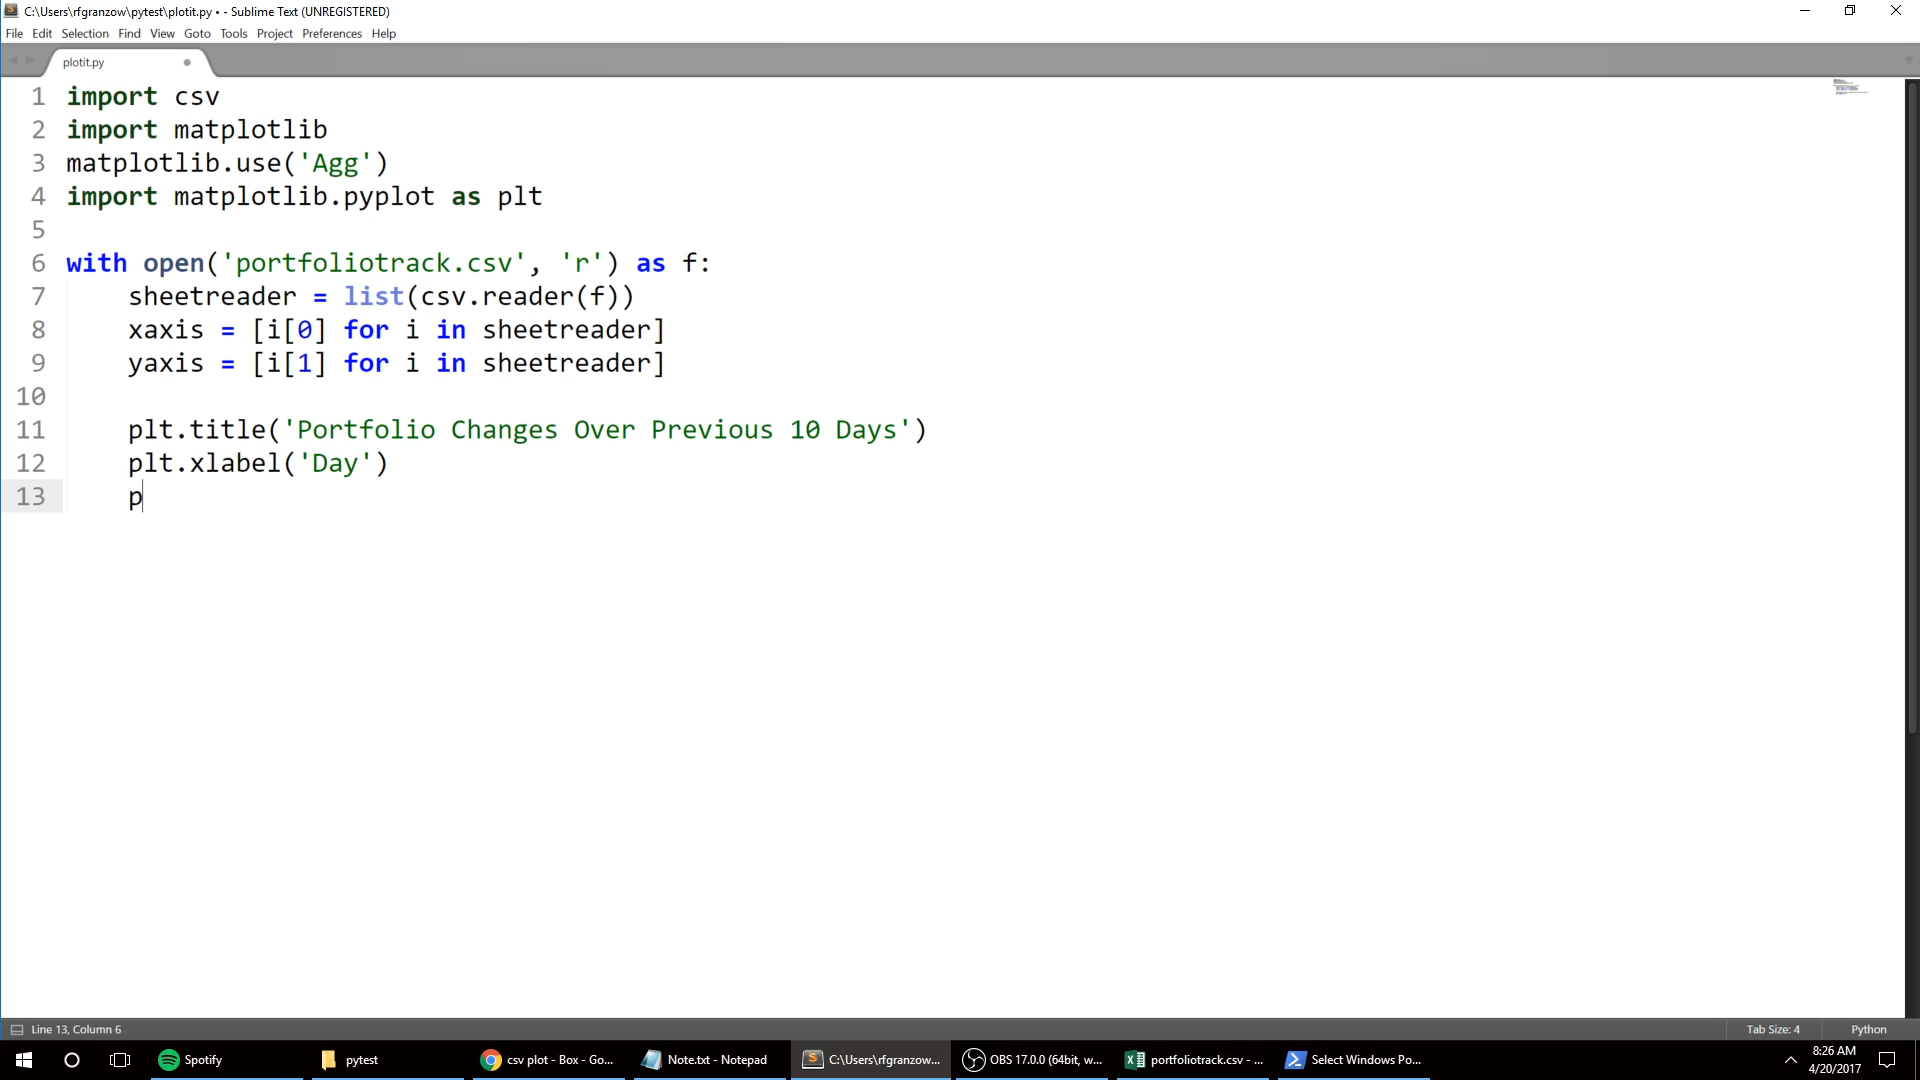 C:\Users\rfgranzow\pytest\plotit.py • - Sublime Text (UNREGISTERED)
File Edit Selection Find View Goto Tools Project Preferences Help
plotit.py
1 import csv
2 import matplotlib
3 matplotlib.use('Agg')
4 import matplotlib.pyplot as plt
5
6 with open('portfoliotrack.csv', 'r') as f:
7     sheetreader = list(csv.reader(f))
8     xaxis = [i[0] for i in sheetreader]
9     yaxis = [i[1] for i in sheetreader]
10
11     plt.title('Portfolio Changes Over Previous 10 Days')
12     plt.xlabel('Day')
13     p
Line 13, Column 6 Tab Size: 4 Python
Spotify pytest csv plot - Box - Go... Note.txt - Notepad C:\Users\rfgranzow... OBS 17.0.0 (64bit, w... portfoliotrack.csv - ... Select Windows Po... 8:26 AM
4/20/2017